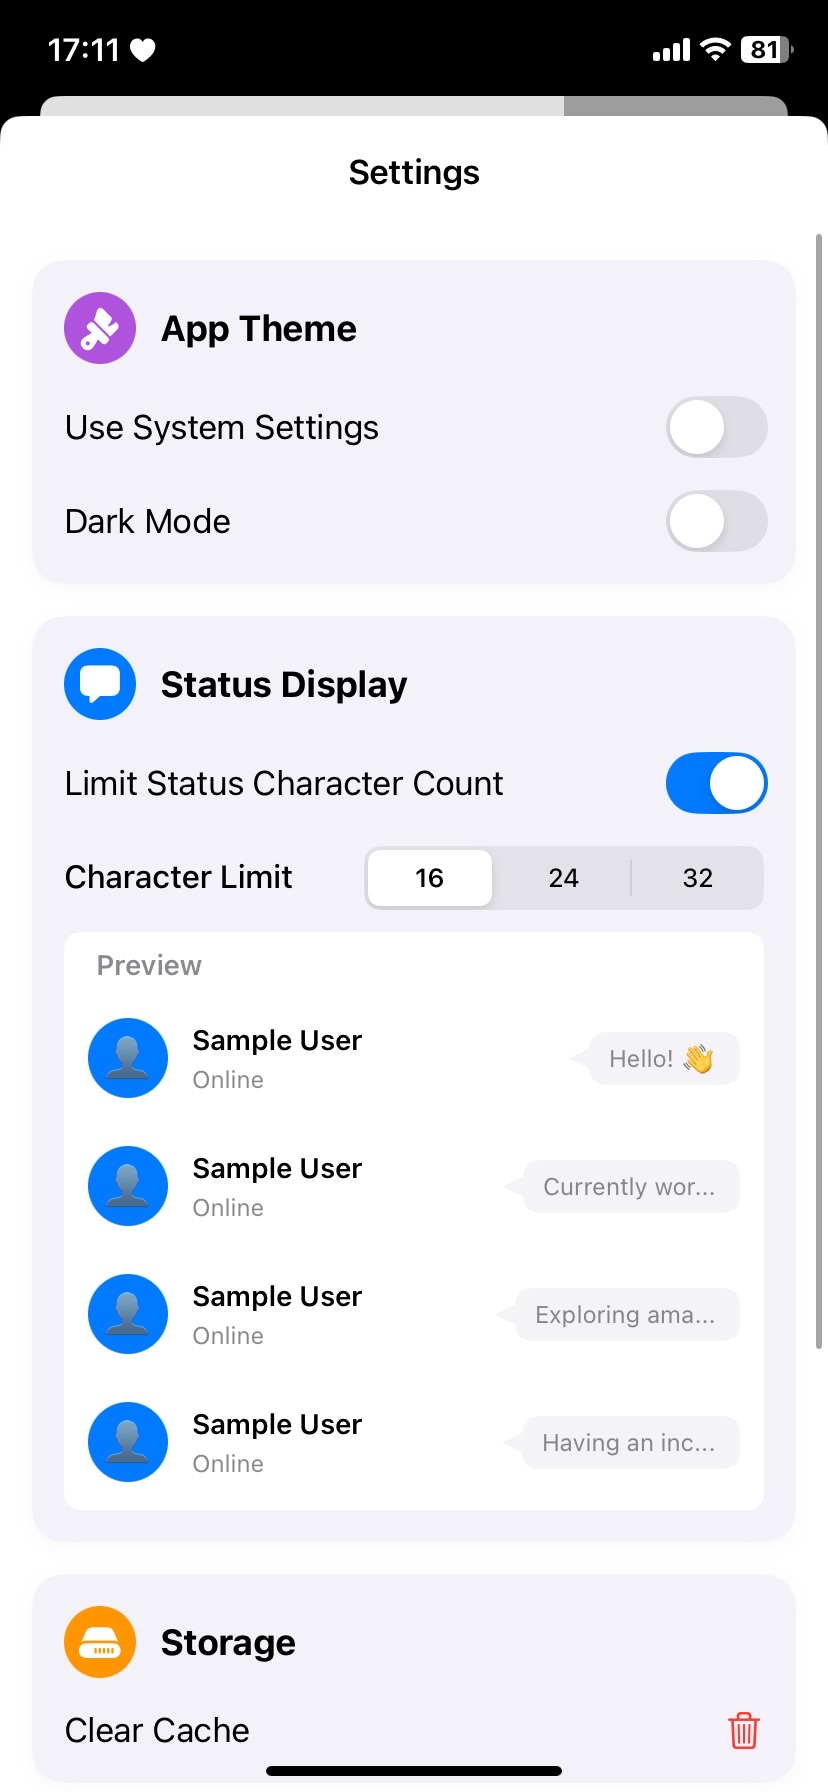 17:11
81
Settings
App Theme
Use System Settings
Dark Mode
Status Display
Limit Status Character Count
Character Limit 16 24 32
Preview
Sample User
Online
Hello! 👋
Sample User
Online
Currently wor...
Sample User
Online
Exploring ama...
Sample User
Online
Having an inc...
Storage
Clear Cache